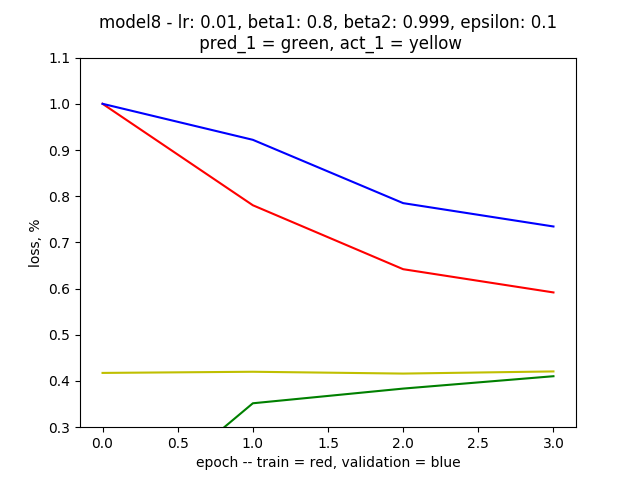 model8 - lr: 0.01, beta1: 0.8, beta2: 0.999, epsilon: 0.1
pred_1 = green, act_1 = yellow
1.1
1.0
0.9
0.8
0.7
0.6
0.5
0.4
0.3
loss, %
0.0 0.5 1.0 1.5 2.0 2.5 3.0
epoch -- train = red, validation = blue